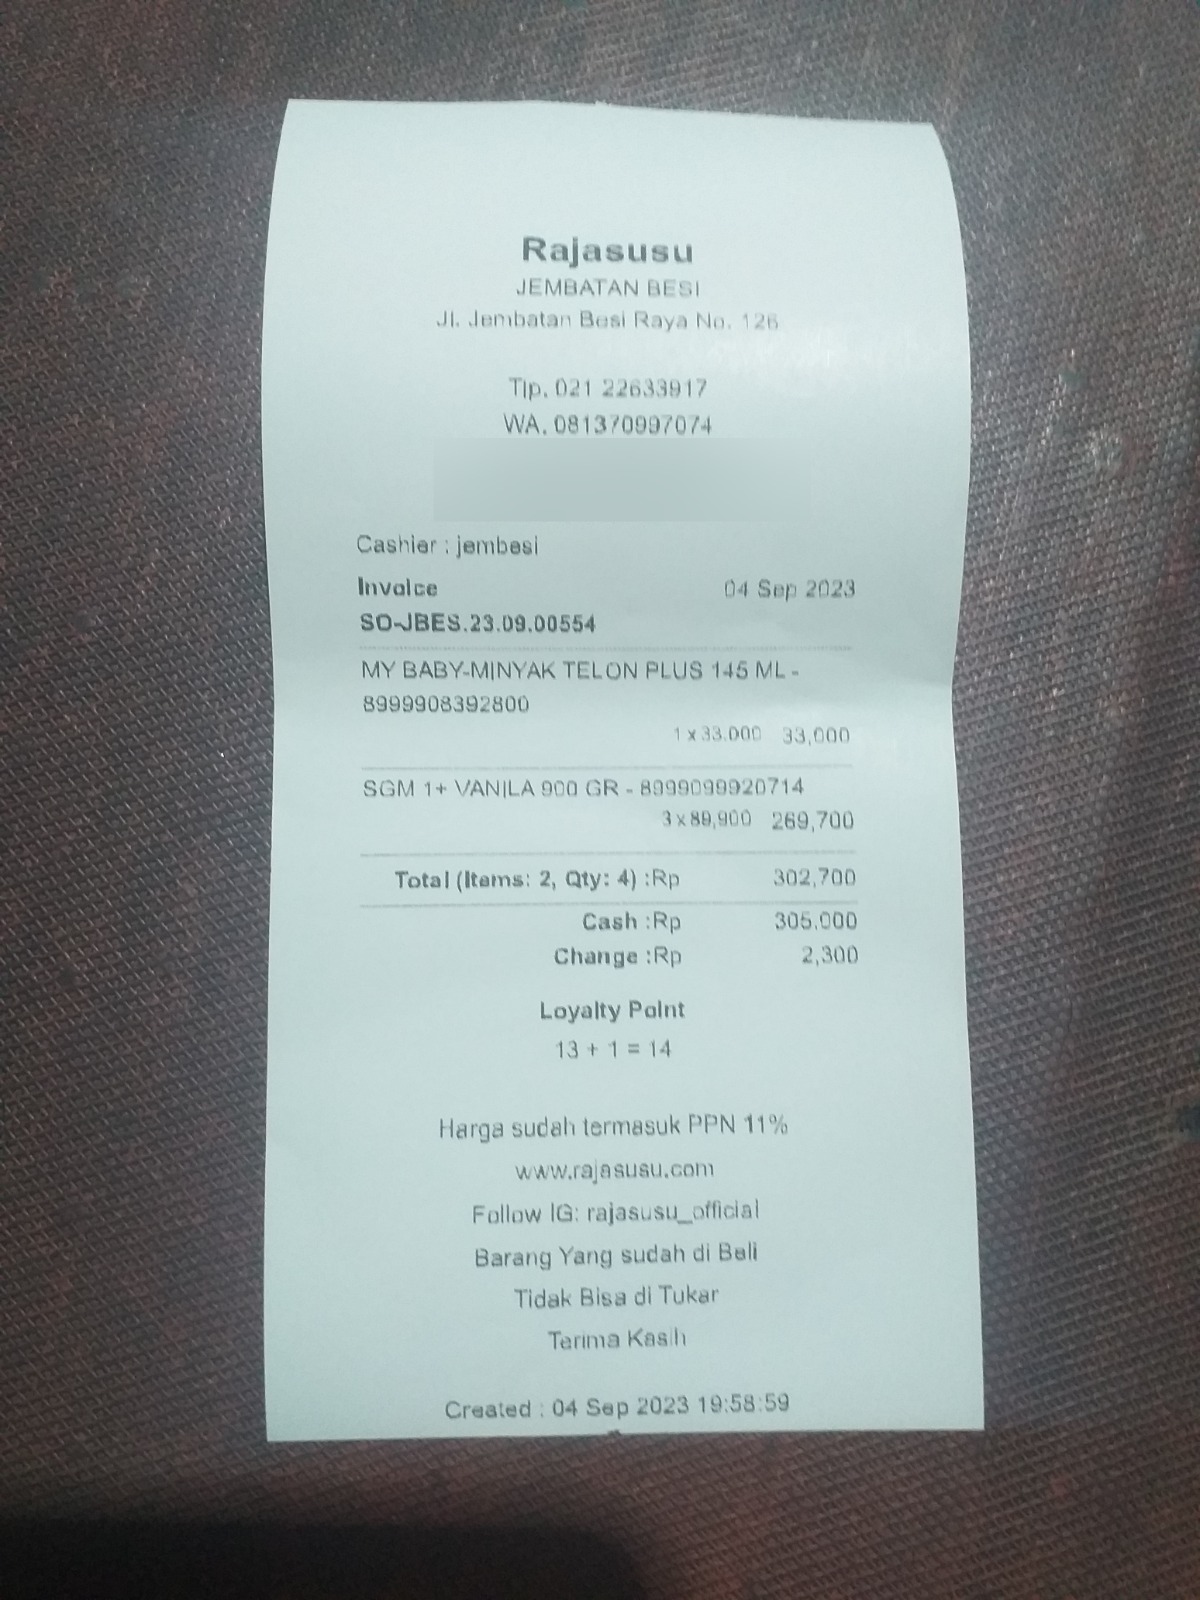 Rajasusu
JEMBATAN BESI
Jl. Jembatan Besi Raya No. 126
Tlp. 021 22633917
WA. 081370997074
Cashier : jembesi
Invoice 04 Sep 2023
SO-JBES.23.09.00554
MY BABY-MINYAK TELON PLUS 145 ML -
8999908392800
1 x 33.000 33,000
SGM 1+ VANILA 900 GR - 8999099920714
3 x 89,900 269,700
Total (Items: 2, Qty: 4) :Rp 302,700
Cash :Rp 305,000
Change :Rp 2,300
Loyalty Point
13 + 1 = 14
Harga sudah termasuk PPN 11%
www.rajasusu.com
Follow IG: rajasusu_official
Barang Yang sudah di Beli
Tidak Bisa di Tukar
Terima Kasih
Created : 04 Sep 2023 19:58:59